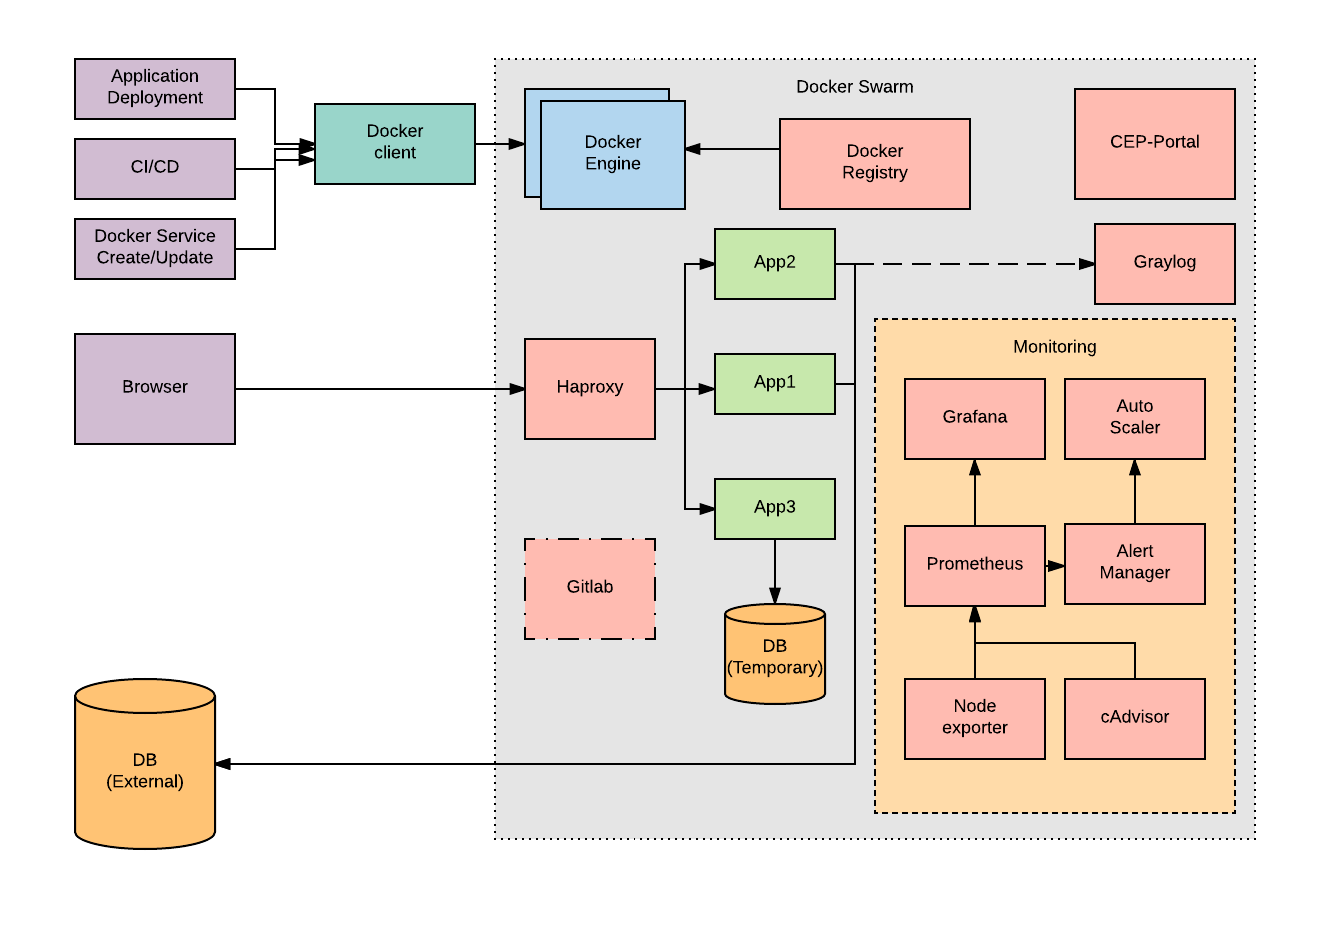 Application
Deployment
CI/CD
Docker Service
Create/Update
Docker
client
Docker Swarm
Docker
Engine
Docker
Registry
CEP-Portal
Graylog
Browser
Haproxy
App2
App1
App3
Gitlab
DB
(Temporary)
DB
(External)
Monitoring
Grafana
Auto
Scaler
Prometheus
Alert
Manager
Node
exporter
cAdvisor